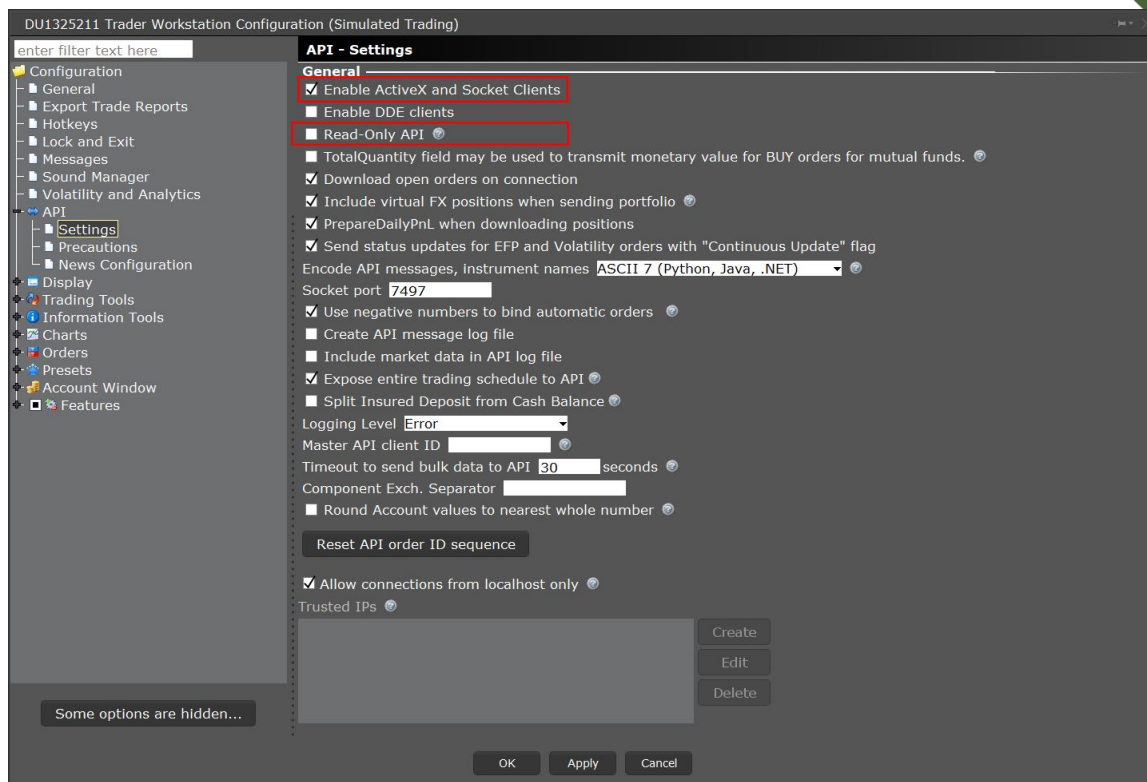 DU1325211 Trader Workstation Configuration (Simulated Trading)
enter filter text here
Configuration
General
Export Trade Reports
Hotkeys
Lock and Exit
Messages
Sound Manager
Volatility and Analytics
API
Settings
Precautions
News Configuration
Display
Trading Tools
Information Tools
Charts
Orders
Presets
Account Window
Features
Some options are hidden...
API - Settings
General
Enable ActiveX and Socket Clients
Enable DDE clients
Read-Only API
TotalQuantity field may be used to transmit monetary value for BUY orders for mutual funds.
Download open orders on connection
Include virtual FX positions when sending portfolio
PrepareDailyPnL when downloading positions
Send status updates for EFP and Volatility orders with "Continuous Update" flag
Encode API messages, instrument names ASCII 7 (Python, Java, .NET)
Socket port 7497
Use negative numbers to bind automatic orders
Create API message log file
Include market data in API log file
Expose entire trading schedule to API
Split Insured Deposit from Cash Balance
Logging Level Error
Master API client ID
Timeout to send bulk data to API 30 seconds
Component Exch. Separator
Round Account values to nearest whole number
Reset API order ID sequence
Allow connections from localhost only
Trusted IPs
Create
Edit
Delete
OK Apply Cancel